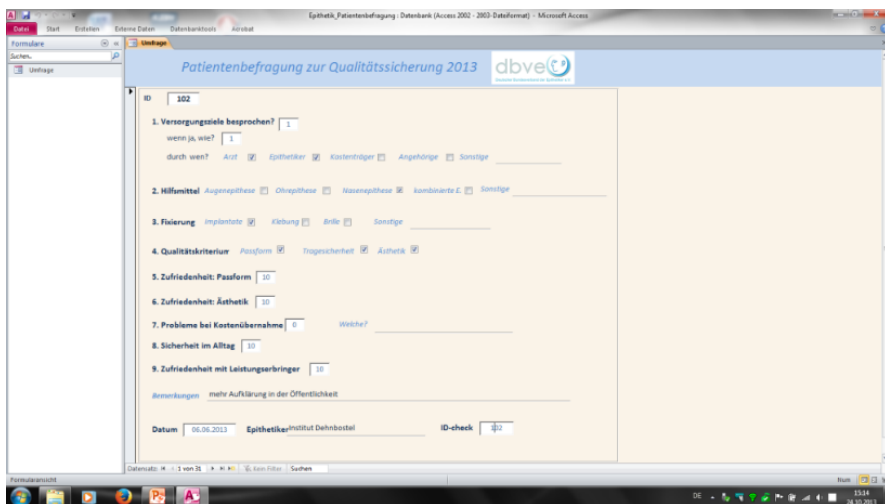 Epithetik_Patientenbefragung : Datenbank (Access 2002 - 2003-Dateiformat) - Microsoft Access
Datei Start Erstellen Externe Daten Datenbanktools Acrobat
Formulare
Suchen..
Umfrage
Umfrage
Patientenbefragung zur Qualitätssicherung 2013
dbve
ID 102
1. Versorgungsziele besprochen? 1
wenn ja, wie? 1
durch wen? Arzt Epithetiker Kostenträger Angehörige Sonstige
2. Hilfsmittel Augenepithese Ohrepithese Nasenepithese kombinierte E. Sonstige
3. Fixierung Implantate Klebung Brille Sonstige
4. Qualitätskriterium Passform Tragesicherheit Ästhetik
5. Zufriedenheit: Passform 10
6. Zufriedenheit: Ästhetik 10
7. Probleme bei Kostenübernahme 0 Welche?
8. Sicherheit im Alltag 10
9. Zufriedenheit mit Leistungserbringer 10
Bemerkungen mehr Aufklärung in der Öffentlichkeit
Datum 06.06.2013 Epithetiker Institut Dehnbostel ID-check 102
Datensatz: 1 von 31 Kein Filter Suchen
Formularansicht Num
DE 15:14
24.10.2013